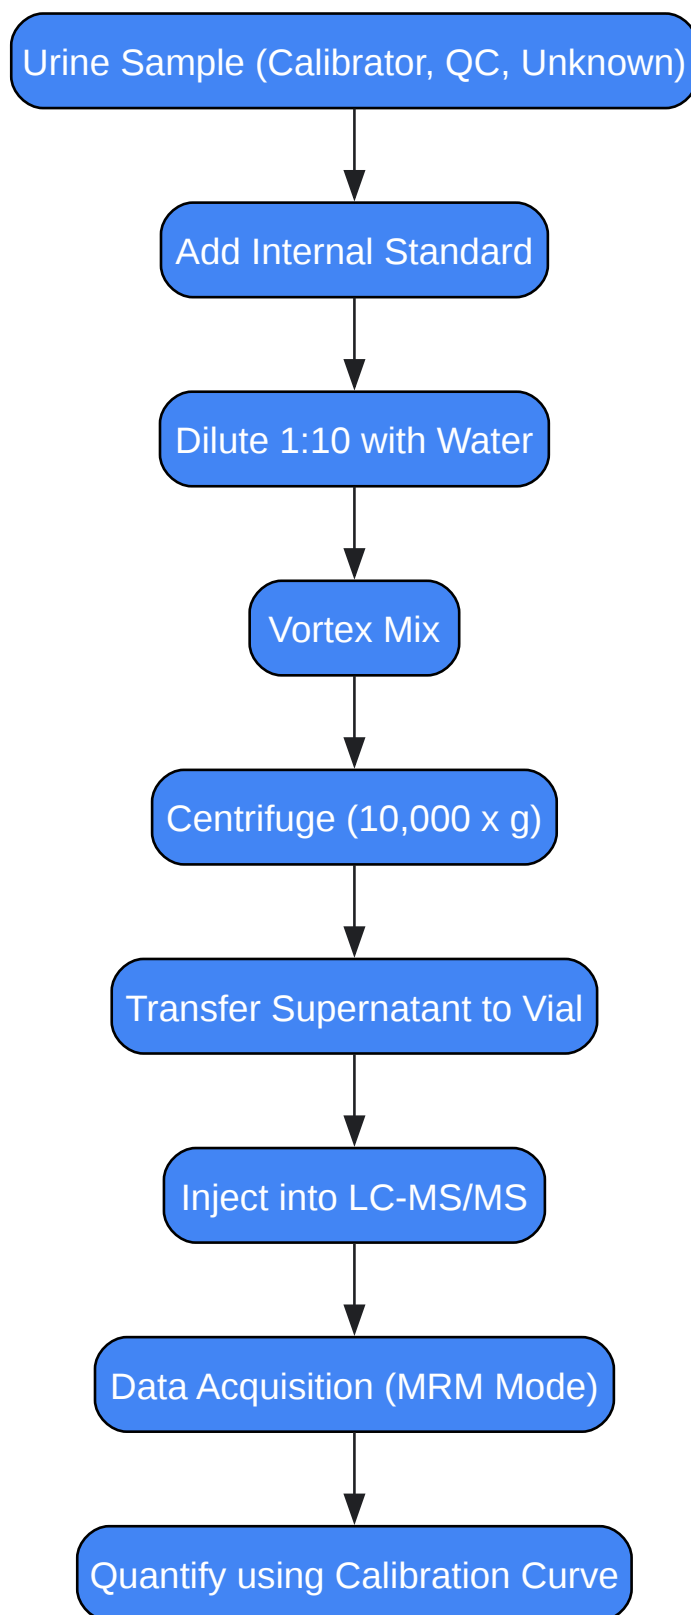 Urine Sample (Calibrator, QC, Unknown)
Add Internal Standard
Dilute 1:10 with Water
Vortex Mix
Centrifuge (10,000 x g)
Transfer Supernatant to Vial
Inject into LC-MS/MS
Data Acquisition (MRM Mode)
Quantify using Calibration Curve